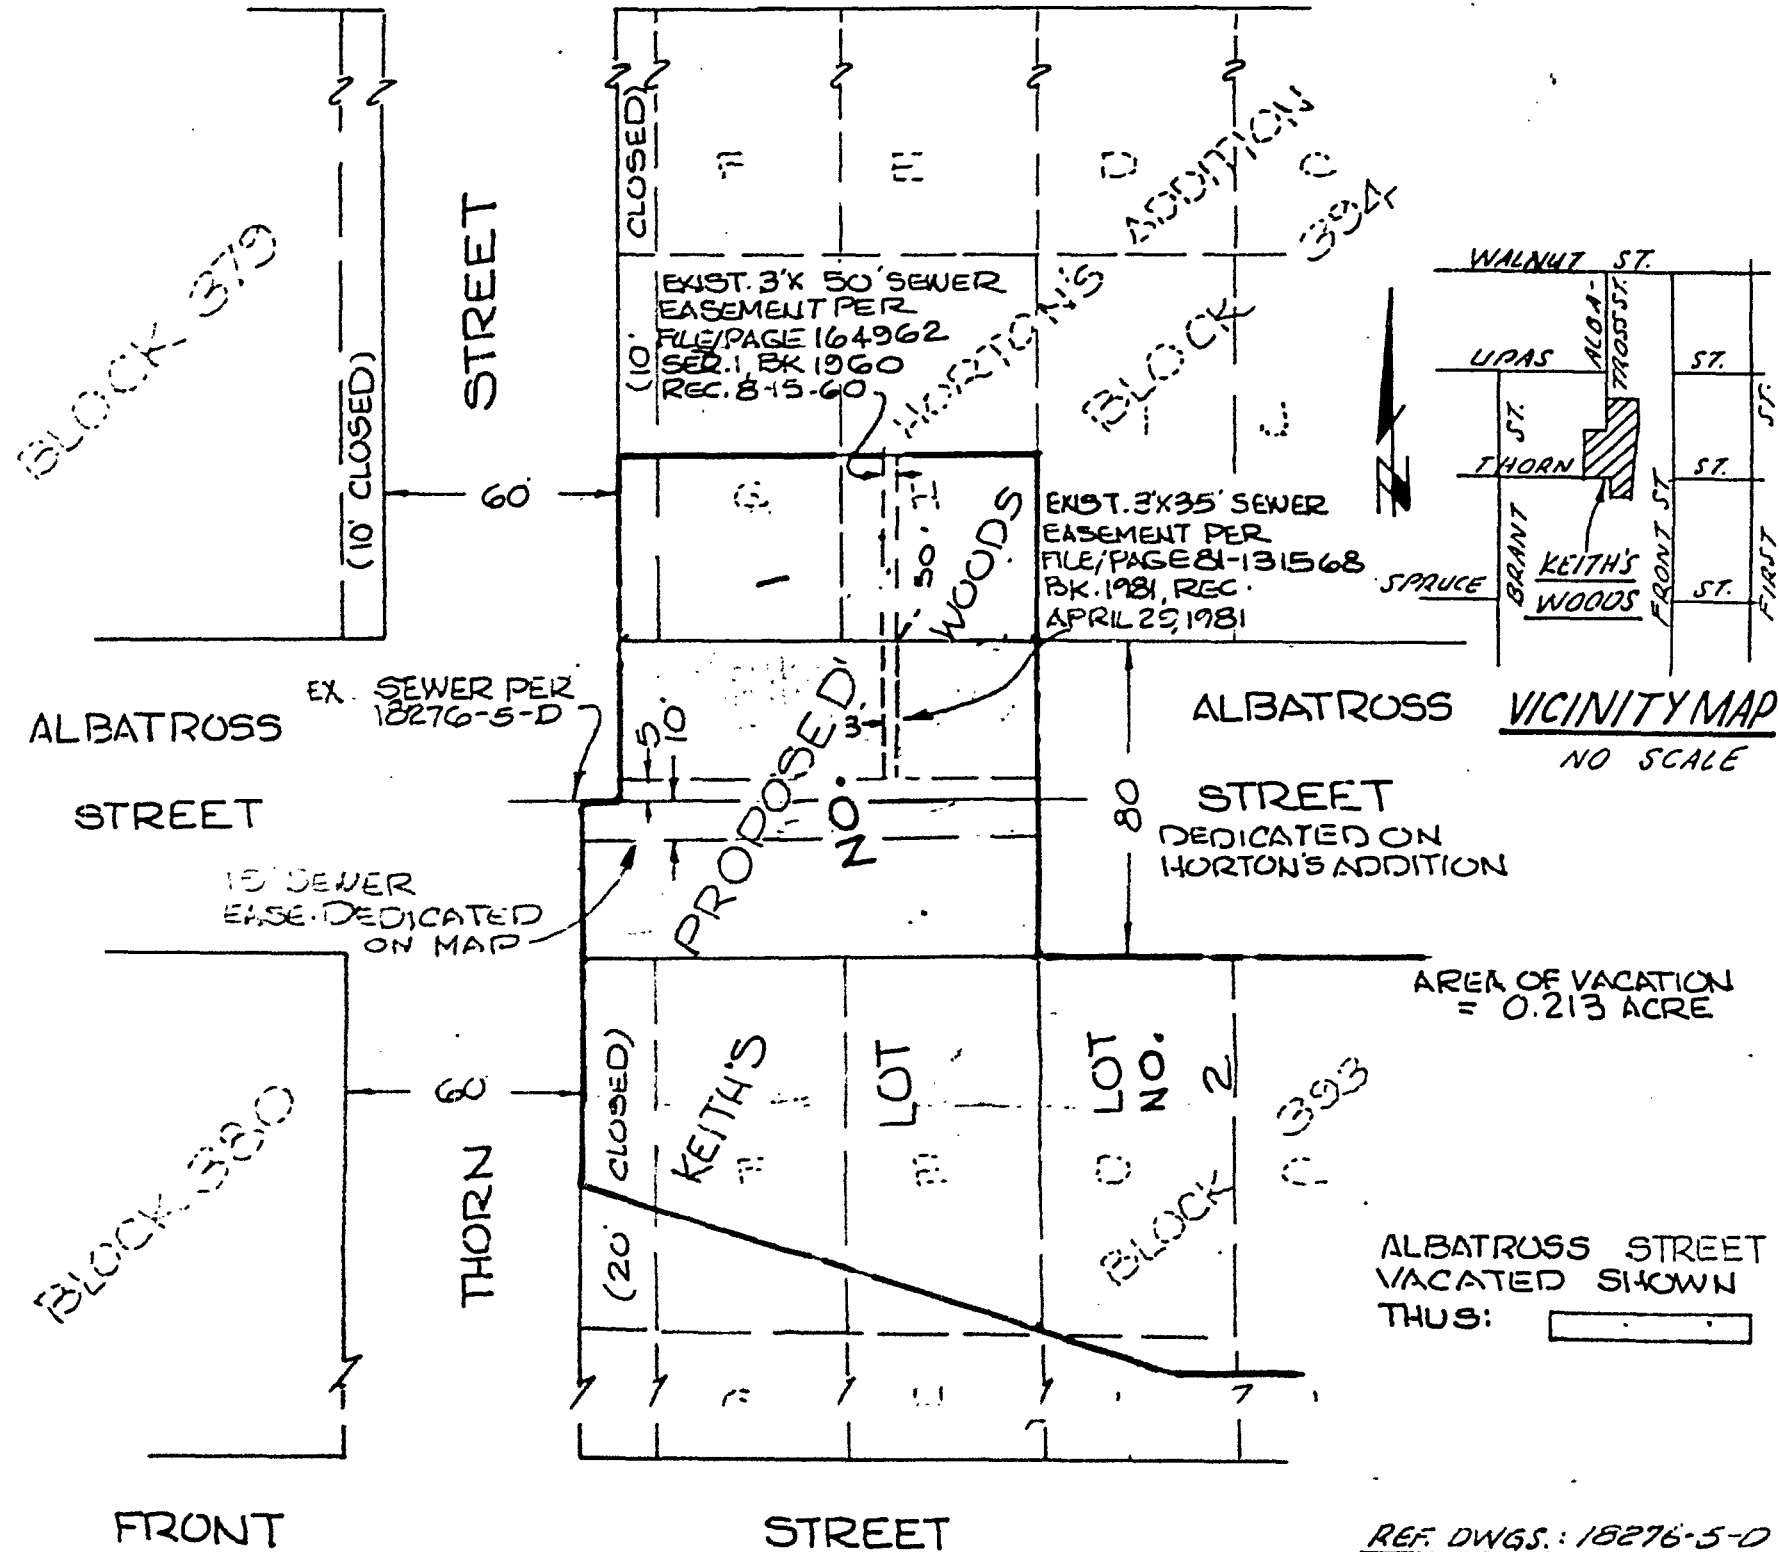 (10' CLOSED)
F
E
D
C
BLOCK 379
(10' CLOSED)
STREET
HORTON'S ADDITION
BLOCK 394
EXIST. 3'X 50' SEWER
EASEMENT PER
FILE/PAGE 164962
SER.1, BK 1960
REC. 8-15-60
I
J
G
60'
50'
EXIST. 3'X35' SEWER
EASEMENT PER
FILE/PAGE 81-131568
BK. 1981, REC.
APRIL 25, 1981
WALNUT ST.
UPAS ST.
ALBA-
TROSS ST.
THORN ST.
SPRUCE ST.
BRANT ST.
FRONT ST.
FIRST ST.
KEITH'S
WOODS
VICINITY MAP
NO SCALE
N
EX. SEWER PER
18276-5-D
ALBATROSS
STREET
5'
10'
3'
PROPOSED
KEITH'S WOODS
LOT NO. 1
80
ALBATROSS
STREET
DEDICATED ON
HORTON'S ADDITION
15' SEWER
EASE. DEDICATED
ON MAP
AREA OF VACATION
= 0.213 ACRE
60'
(20' CLOSED)
LOT
NO. 2
F
E
D
C
BLOCK 393
BLOCK 380
THORN
ALBATRUSS STREET
VACATED SHOWN
THUS:
FRONT STREET
REF. DWGS.: 18276-5-D